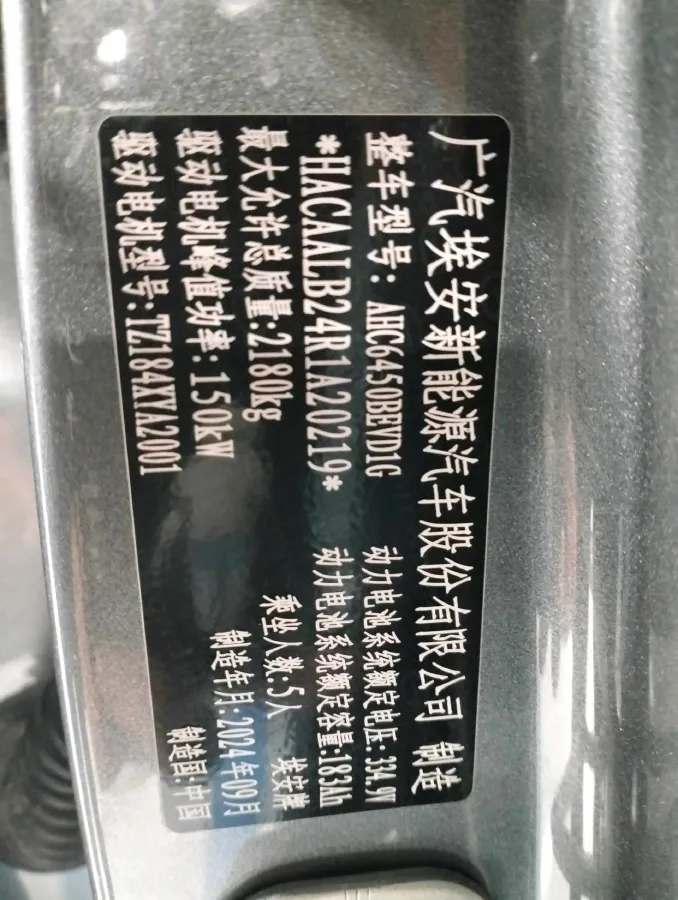 广汽埃安新能源汽车股份有限公司 制造
整车型号: AHC6450BEVD1G 动力电池系统额定电压:334.9V
*HACAALB24R1A20219* 动力电池系统额定容量:183Ah
最大允许总质量:2180kg 乘坐人数:5人 埃安牌
驱动电机峰值功率:150kW 制造年月:2024年09月
驱动电机型号:TZ184XYA2001 制造国:中国